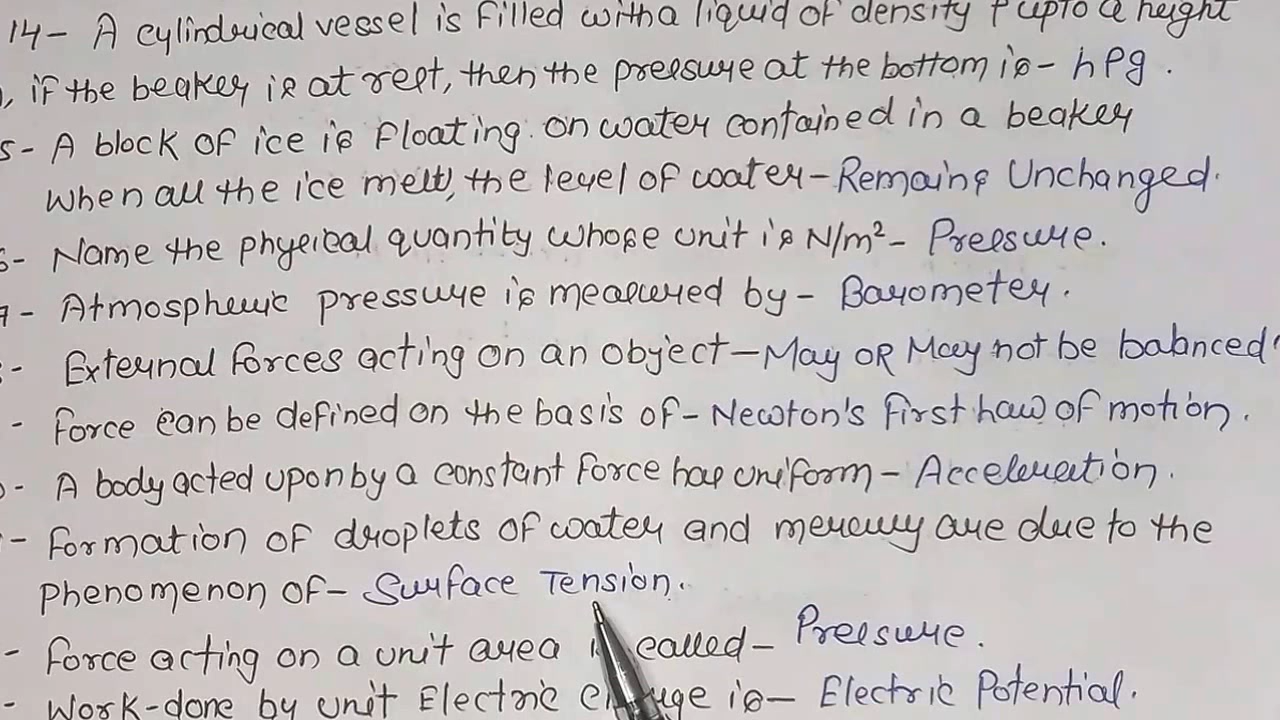 14- A cylindrical vessel is filled with a liquid of density ρ upto a height
, if the beaker is at rest, then the pressure at the bottom is - hρg.
5- A block of ice is floating on water contained in a beaker
when all the ice melt, the level of water - Remains Unchanged.
6- Name the physical quantity whose unit is N/m² - Pressure.
7- Atmospheric pressure is measured by - Barometer.
- External forces acting on an object - May OR May not be balanced
- Force can be defined on the basis of - Newton's First Law of motion.
- A body acted upon by a constant Force has uniform - Acceleration.
- Formation of droplets of water and mercury are due to the
Phenomenon of - Surface Tension.
- Force acting on a unit area called - Pressure.
- Work-done by unit Electric is - Electric Potential.